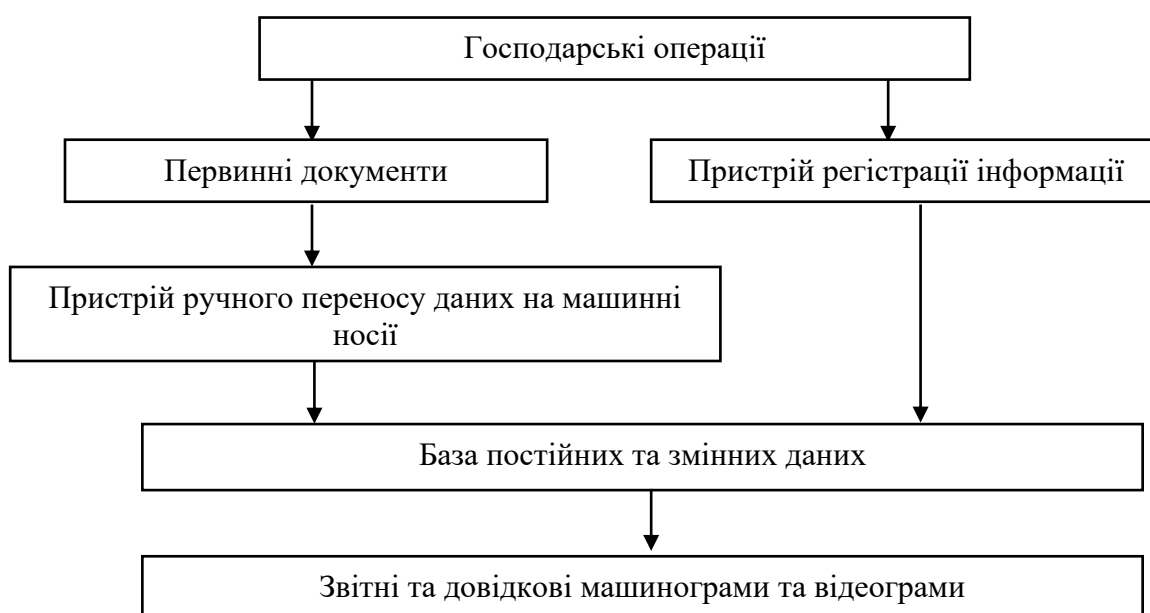 Господарські операції
Первинні документи
Пристрій регістрації інформації
Пристрій ручного переносу даних на машинні
носії
База постійних та змінних даних
Звітні та довідкові машинограми та відеограми